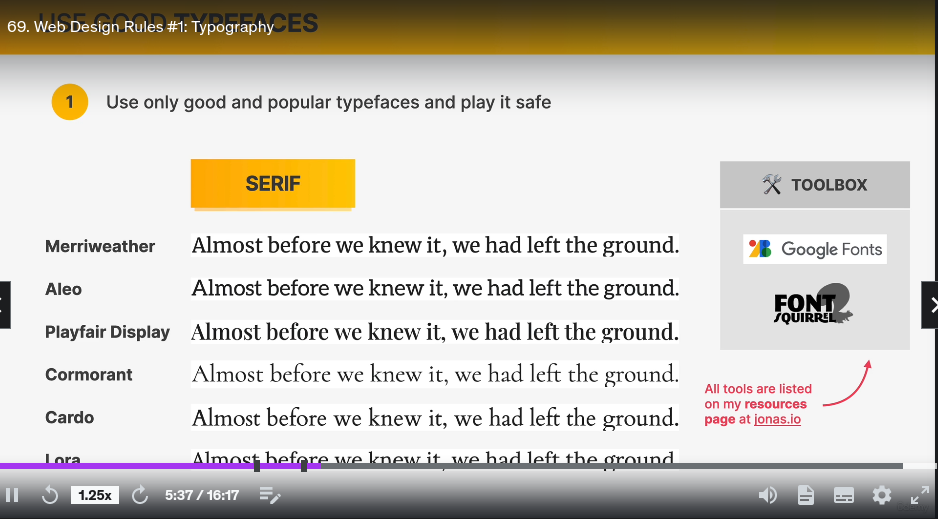 USE GOOD TYPEFACES
69. Web Design Rules #1: Typography
1 Use only good and popular typefaces and play it safe
SERIF
TOOLBOX
Google Fonts
FONT
SQUIRREL
Merriweather Almost before we knew it, we had left the ground.
Aleo Almost before we knew it, we had left the ground.
Playfair Display Almost before we knew it, we had left the ground.
Cormorant Almost before we knew it, we had left the ground.
Cardo Almost before we knew it, we had left the ground.
Lora Almost before we knew it, we had left the ground.
All tools are listed
on my resources
page at jonas.io
1.25x 5:37 / 16:17